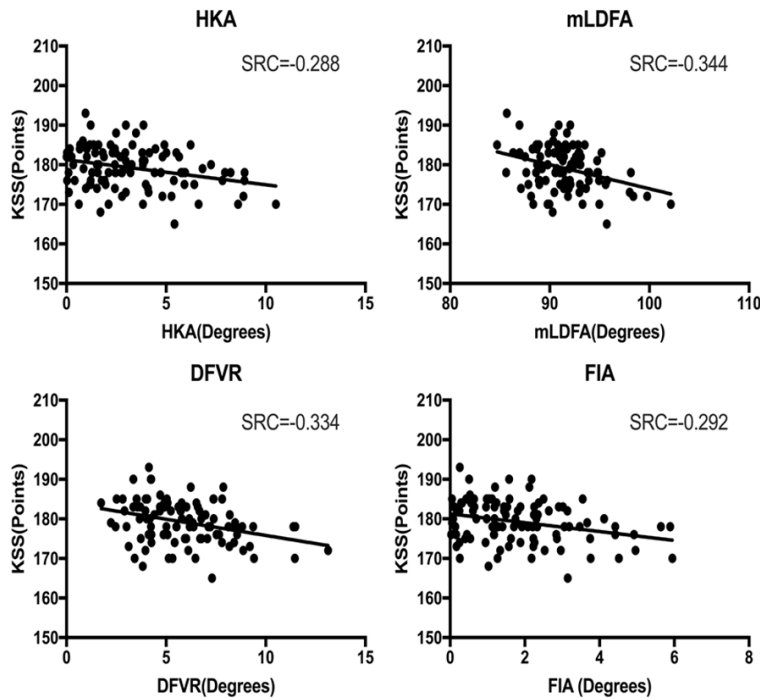 HKA
SRC=-0.288
KSS(Points)
210
200
190
180
170
160
150
0
5
10
15
HKA(Degrees)
mLDFA
SRC=-0.344
KSS(Points)
210
200
190
180
170
160
150
80
90
100
110
mLDFA(Degrees)
DFVR
SRC=-0.334
KSS(Points)
210
200
190
180
170
160
150
0
5
10
15
DFVR(Degrees)
FIA
SRC=-0.292
KSS(Points)
210
200
190
180
170
160
150
0
2
4
6
8
FIA (Degrees)